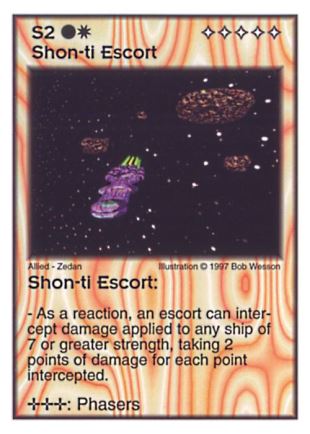 S2 ●✷ ✧✧✧✧✧
Shon-ti Escort
Allied - Zedan Illustration © 1997 Bob Wesson
Shon-ti Escort:
- As a reaction, an escort can inter-
cept damage applied to any ship of
7 or greater strength, taking 2
points of damage for each point
intercepted.
✢✢✢: Phasers